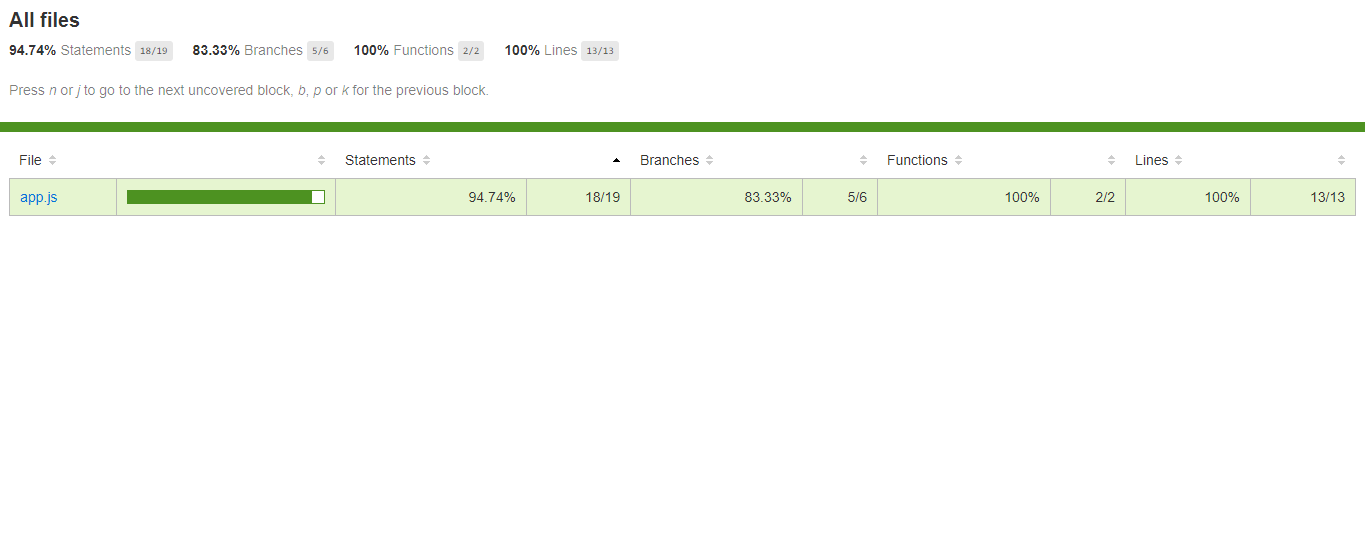 All files
94.74% Statements 18/19 83.33% Branches 5/6 100% Functions 2/2 100% Lines 13/13
Press n or j to go to the next uncovered block, b, p or k for the previous block.
File Statements Branches Functions Lines
app.js 94.74% 18/19 83.33% 5/6 100% 2/2 100% 13/13